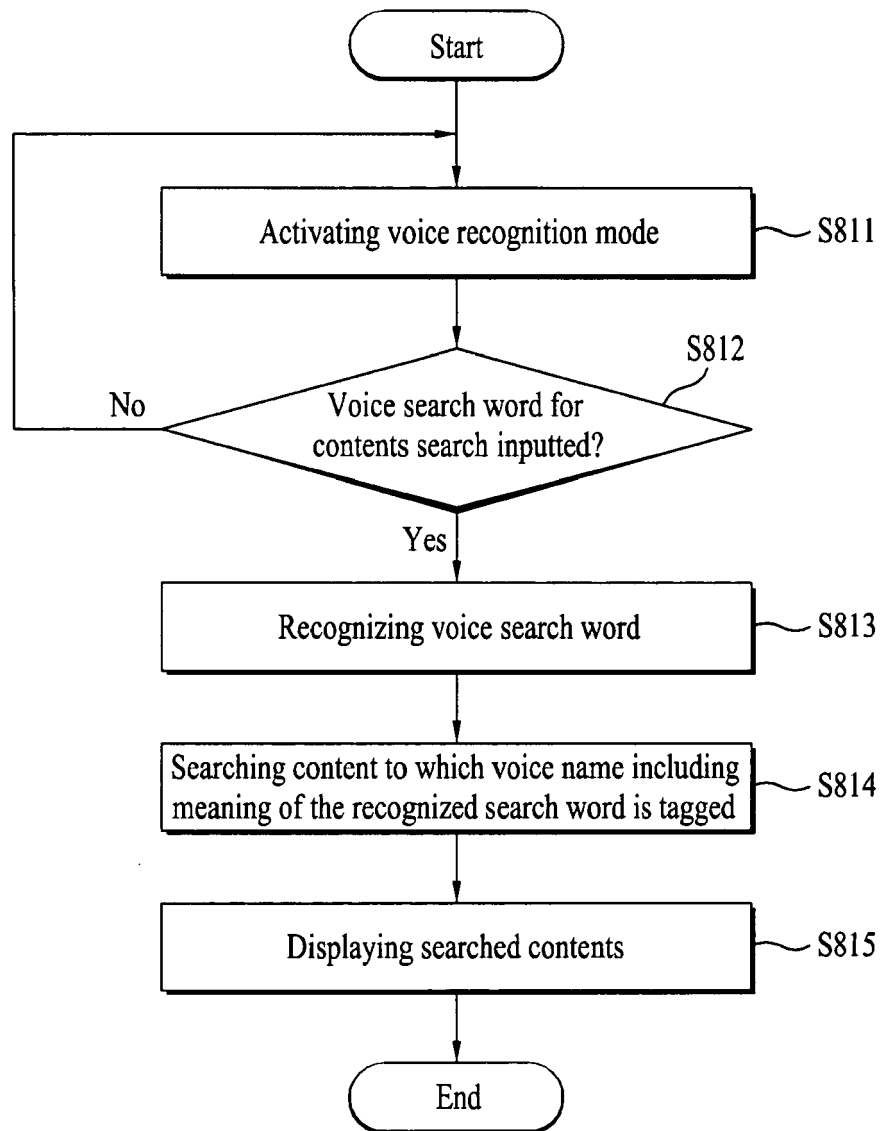 Start
Activating voice recognition mode
S811
S812
Voice search word for
contents search inputted?
No
Yes
Recognizing voice search word
S813
Searching content to which voice name including
meaning of the recognized search word is tagged
S814
Displaying searched contents
S815
End